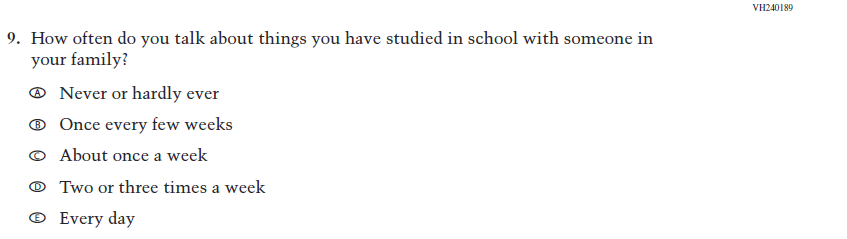 VH240189
9. How often do you talk about things you have studied in school with someone in
your family?
A Never or hardly ever
B Once every few weeks
C About once a week
D Two or three times a week
E Every day